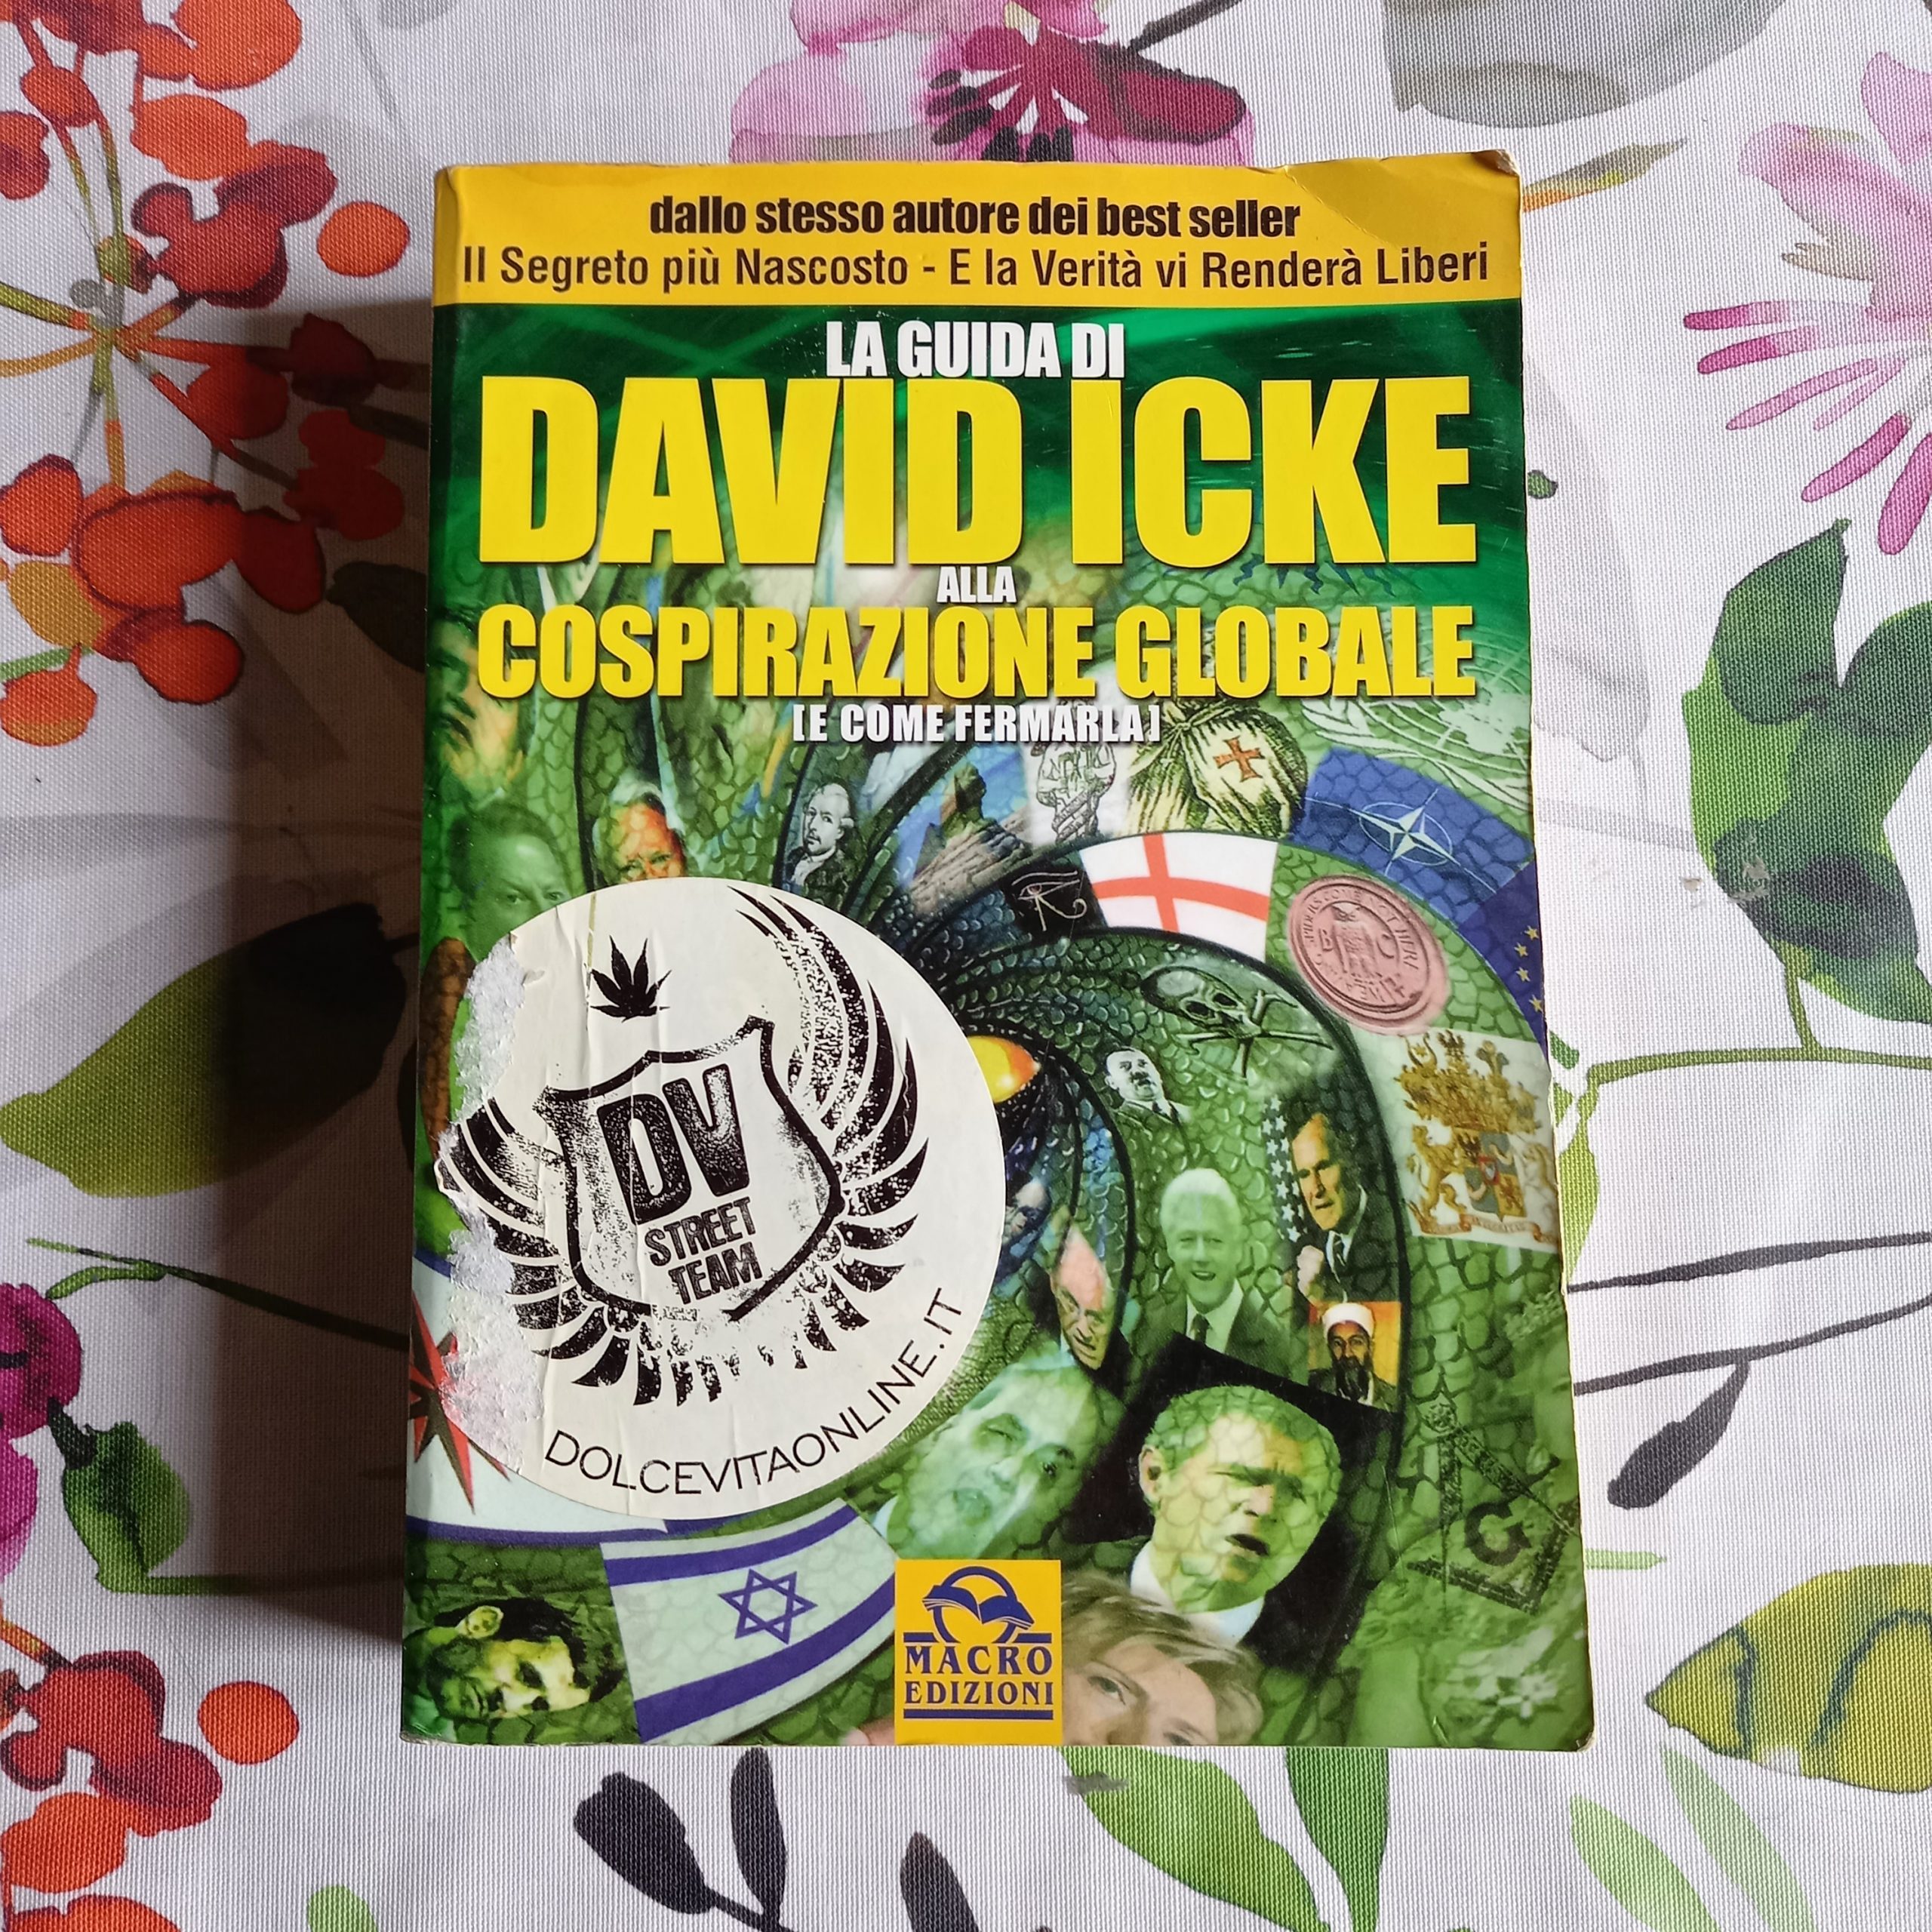 dallo stesso autore dei best seller
Il Segreto più Nascosto - E la Verità vi Renderà Liberi
LA GUIDA DI
DAVID ICKE
ALLA
COSPIRAZIONE GLOBALE
[E COME FERMARLA]
DV
STREET
TEAM
DOLCEVITAONLINE.IT
G
MACRO
EDIZIONI